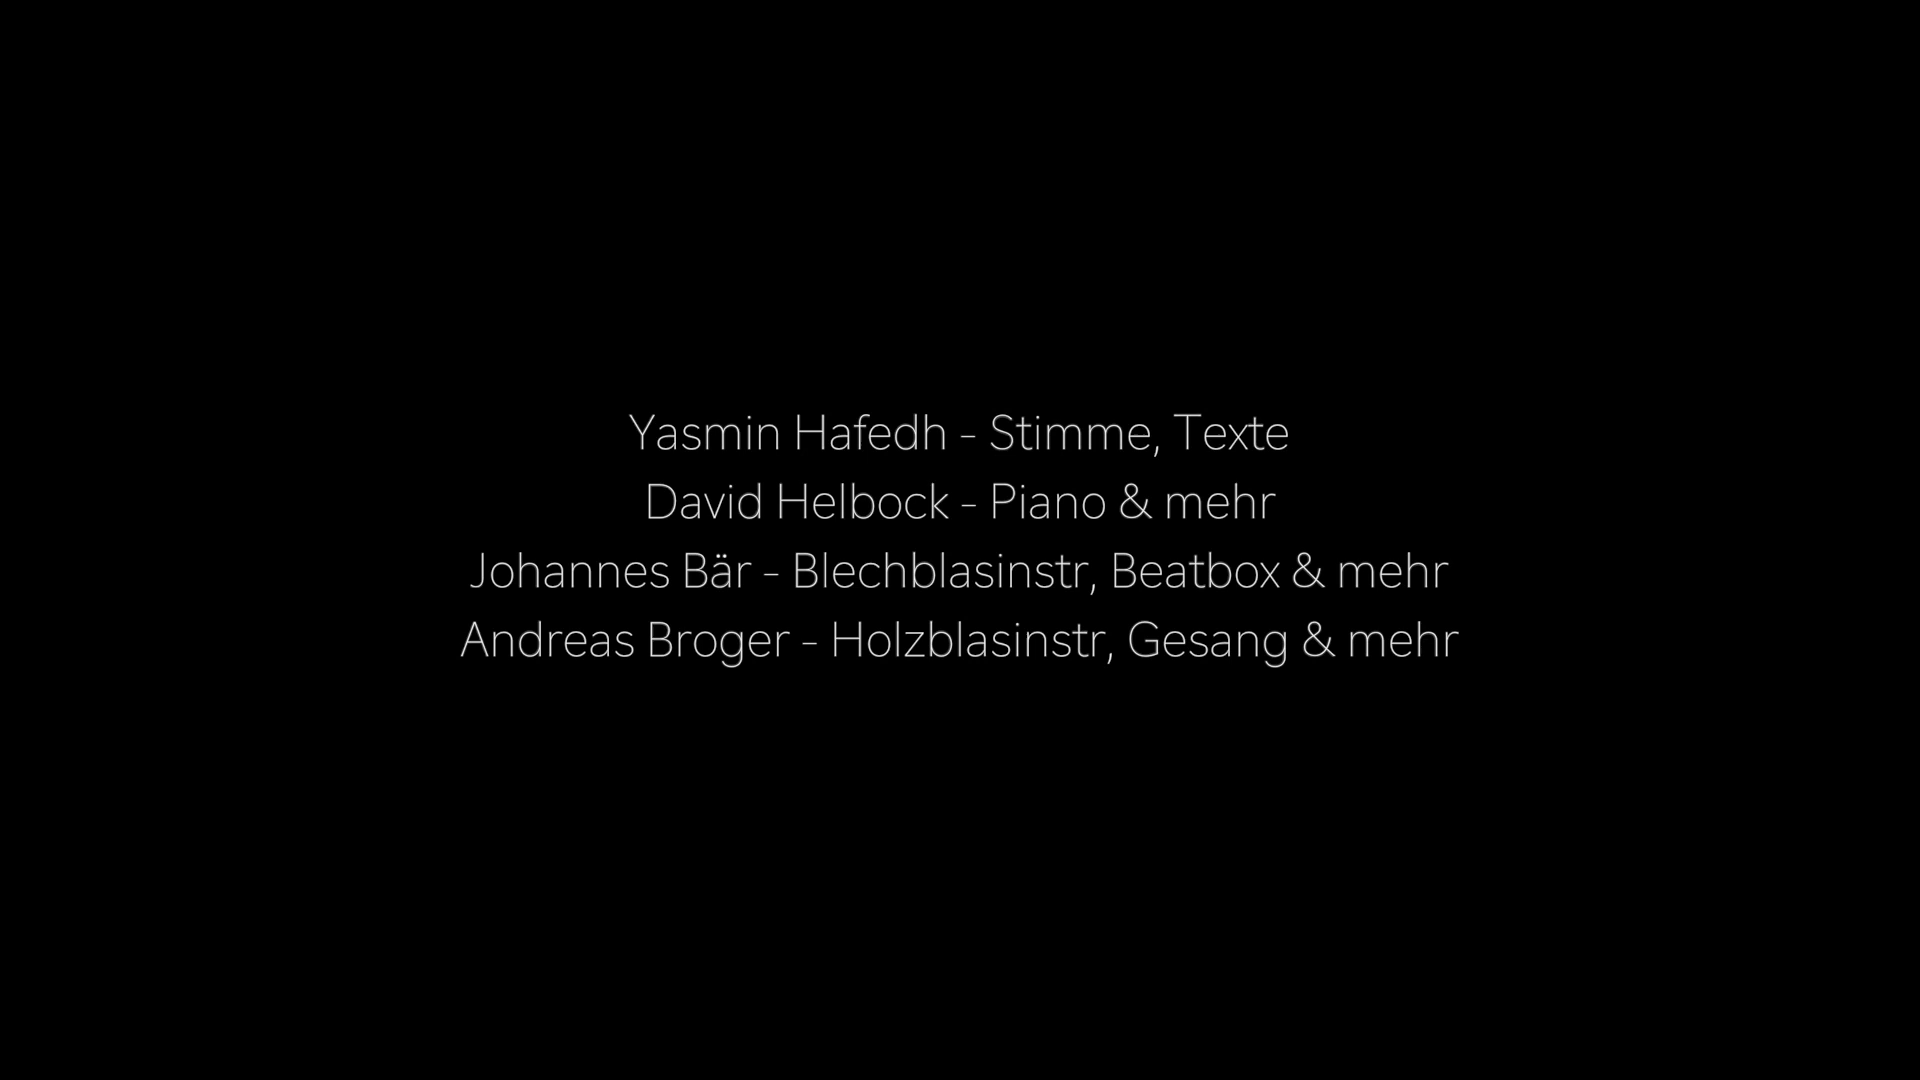 Yasmin Hafedh - Stimme, Texte
David Helbock - Piano & mehr
Johannes Bär - Blechblasinstr, Beatbox & mehr
Andreas Broger - Holzblasinstr, Gesang & mehr